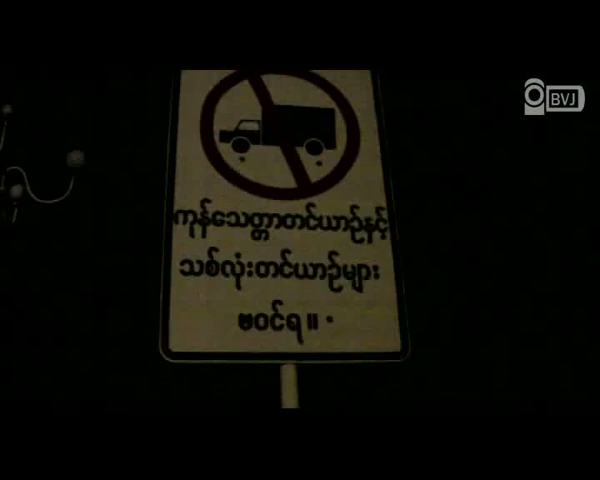 BVJ
ကုန်သေတ္တာတင်ယာဉ်နှင့်
သစ်လုံးတင်ယာဉ်များ
မဝင်ရ။